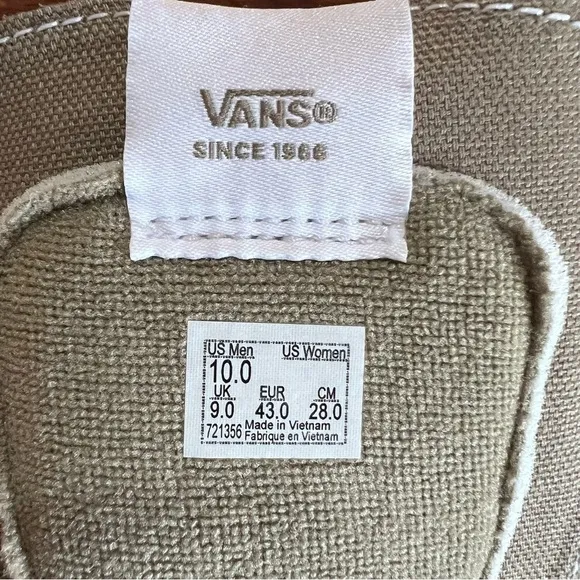 VANS®
SINCE 1966
US Men US Women
10.0
UK EUR CM
9.0 43.0 28.0
721356 Made in Vietnam
Fabrique en Vietnam